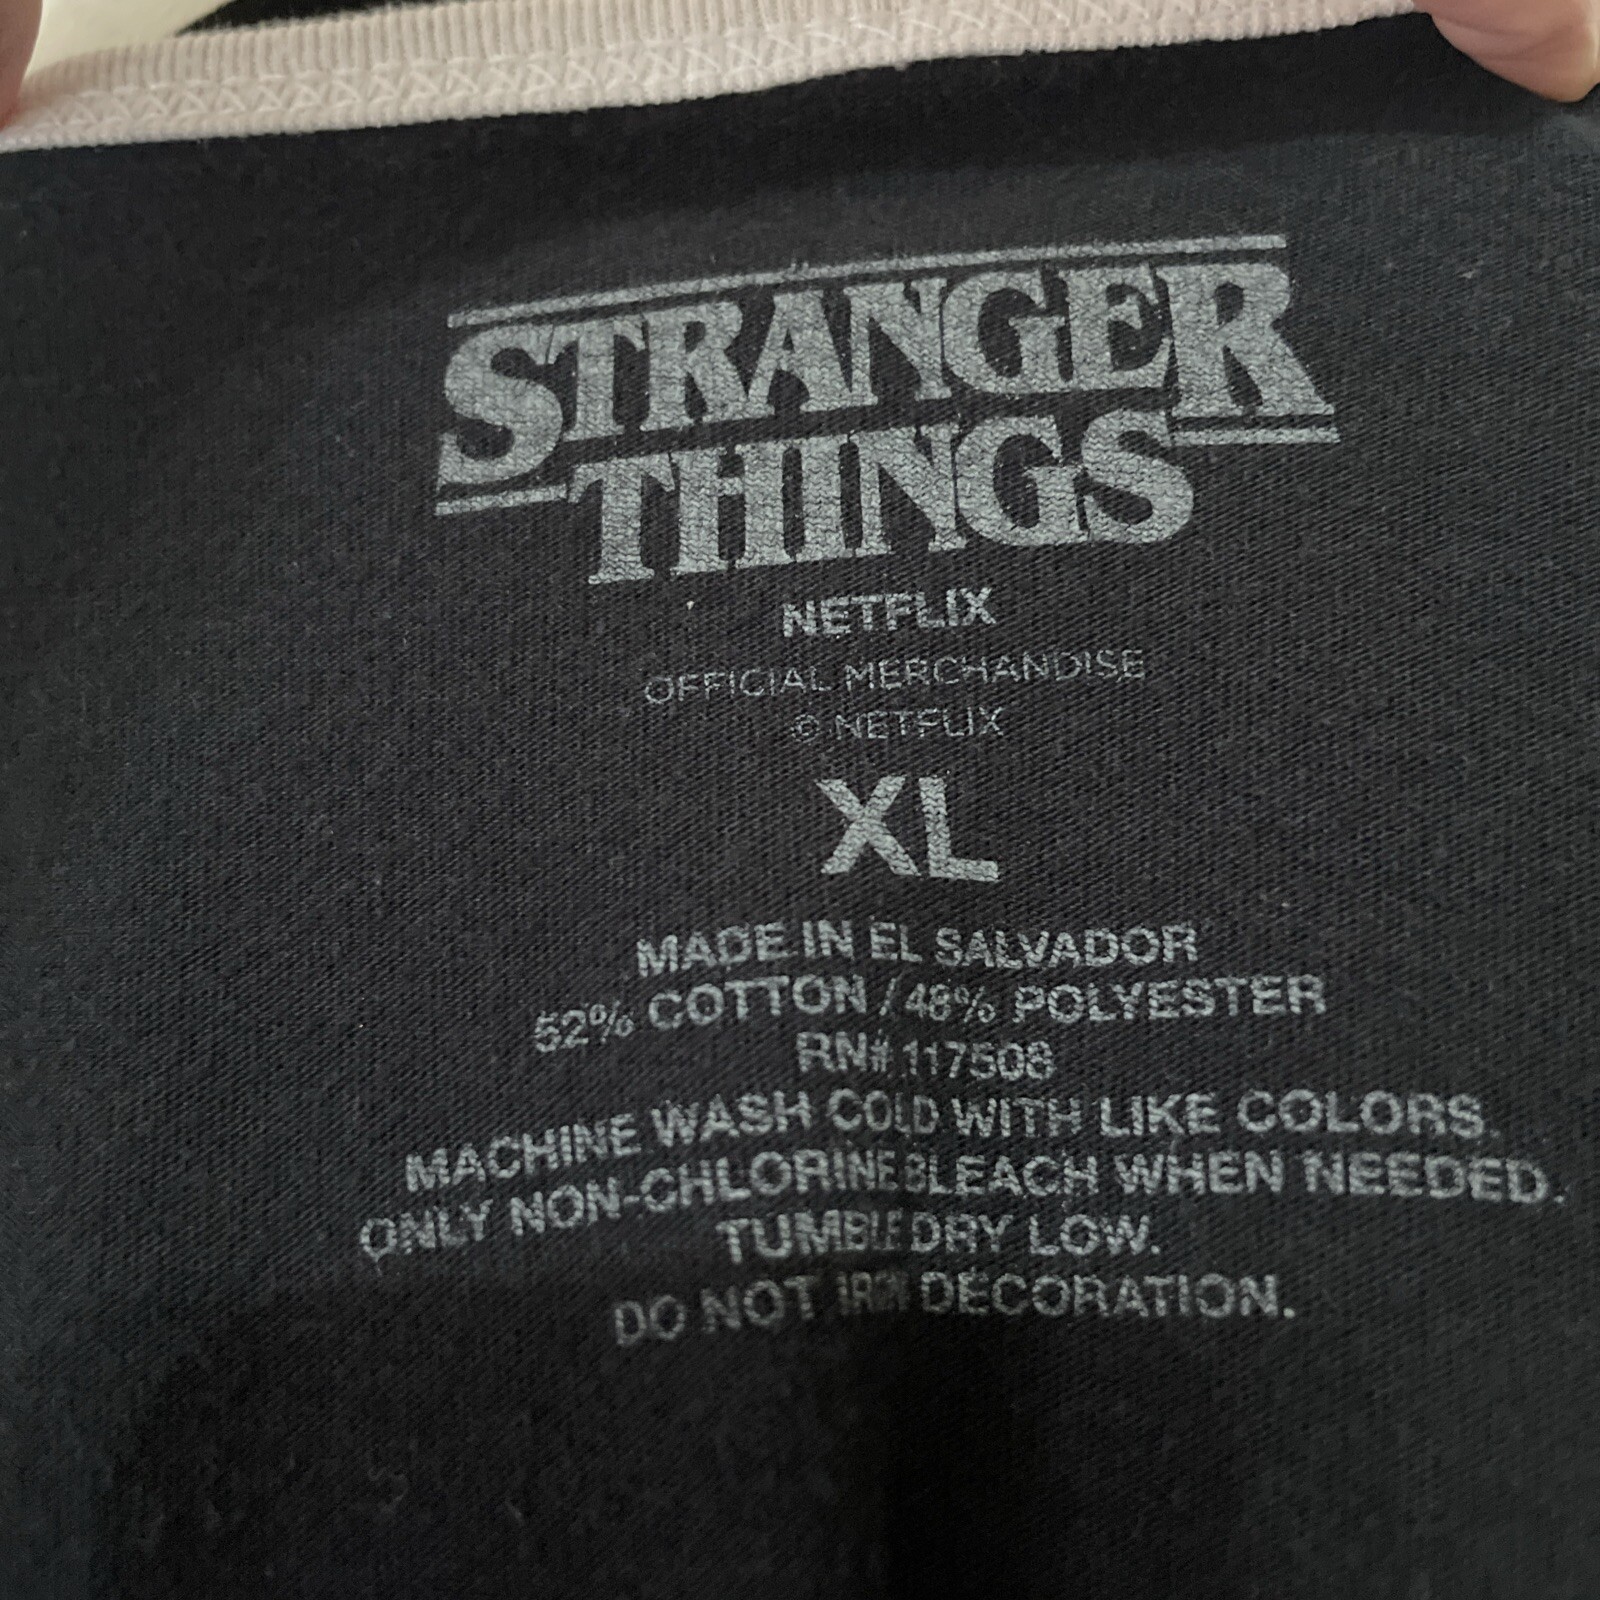 STRANGER
THINGS
NETFLIX
OFFICIAL MERCHANDISE
© NETFLIX
XL
MADE IN EL SALVADOR
52% COTTON / 48% POLYESTER
RN# 117508
MACHINE WASH COLD WITH LIKE COLORS.
ONLY NON-CHLORINE BLEACH WHEN NEEDED.
TUMBLE DRY LOW.
DO NOT IRON DECORATION.